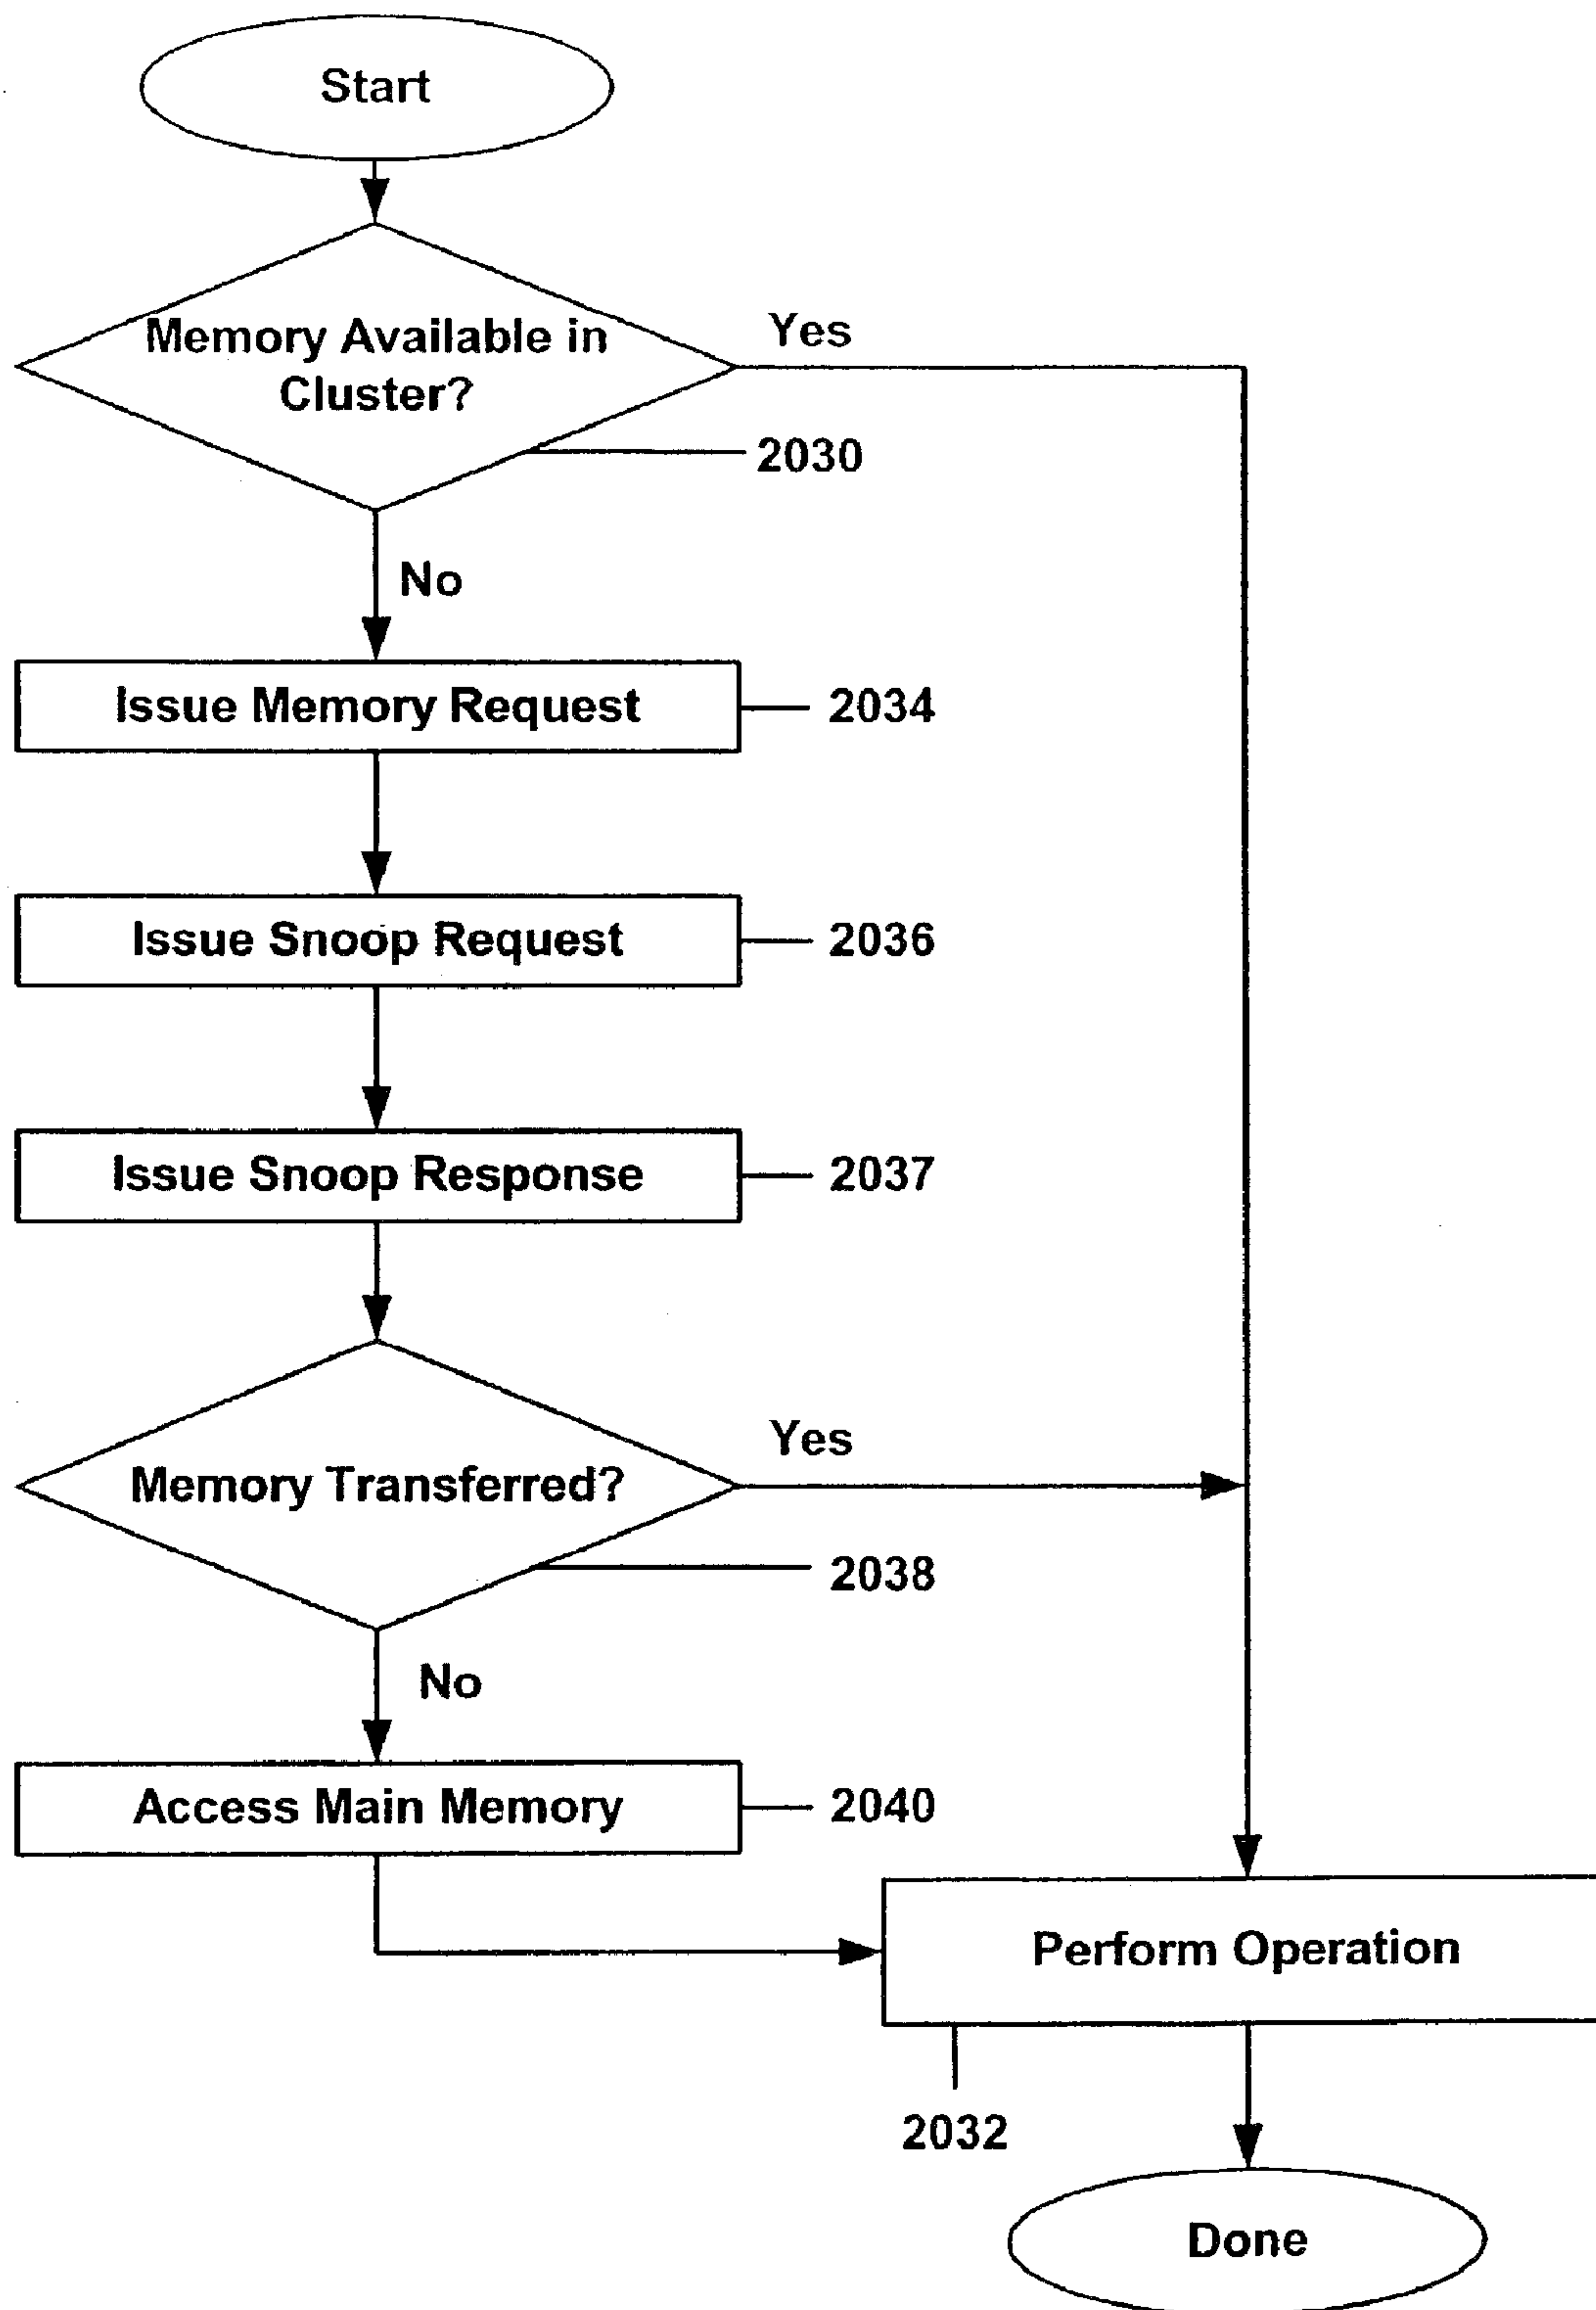 Start
Memory Available in
Cluster?
Yes
2030
No
Issue Memory Request
2034
Issue Snoop Request
2036
Issue Snoop Response
2037
Memory Transferred?
Yes
2038
No
Access Main Memory
2040
Perform Operation
2032
Done